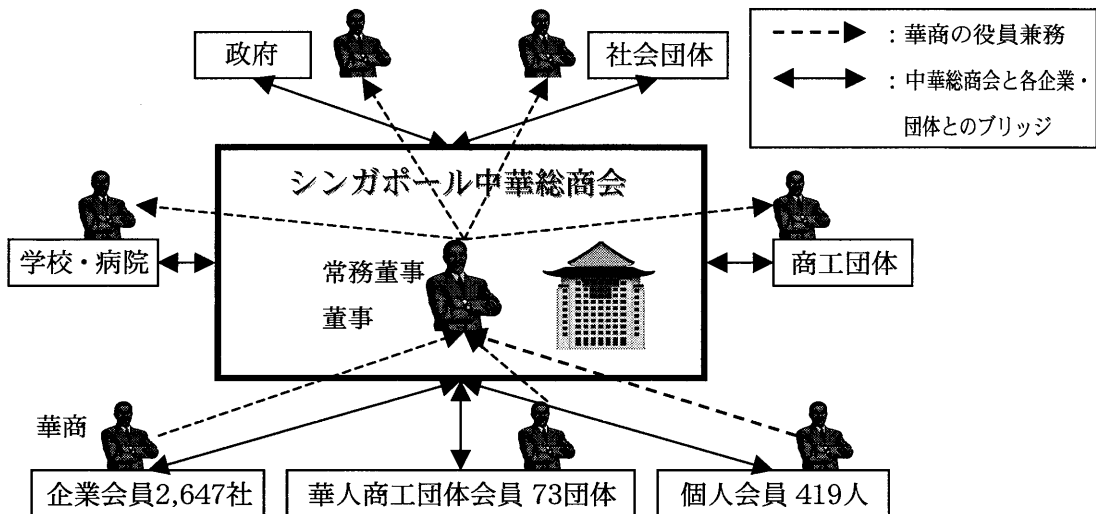 政府
社会団体
：華商の役員兼務
：中華総商会と各企業・
団体とのブリッジ
シンガポール中華総商会
学校・病院
常務董事
董事
商工団体
華商
企業会員2,647社
華人商工団体会員 73団体
個人会員 419人